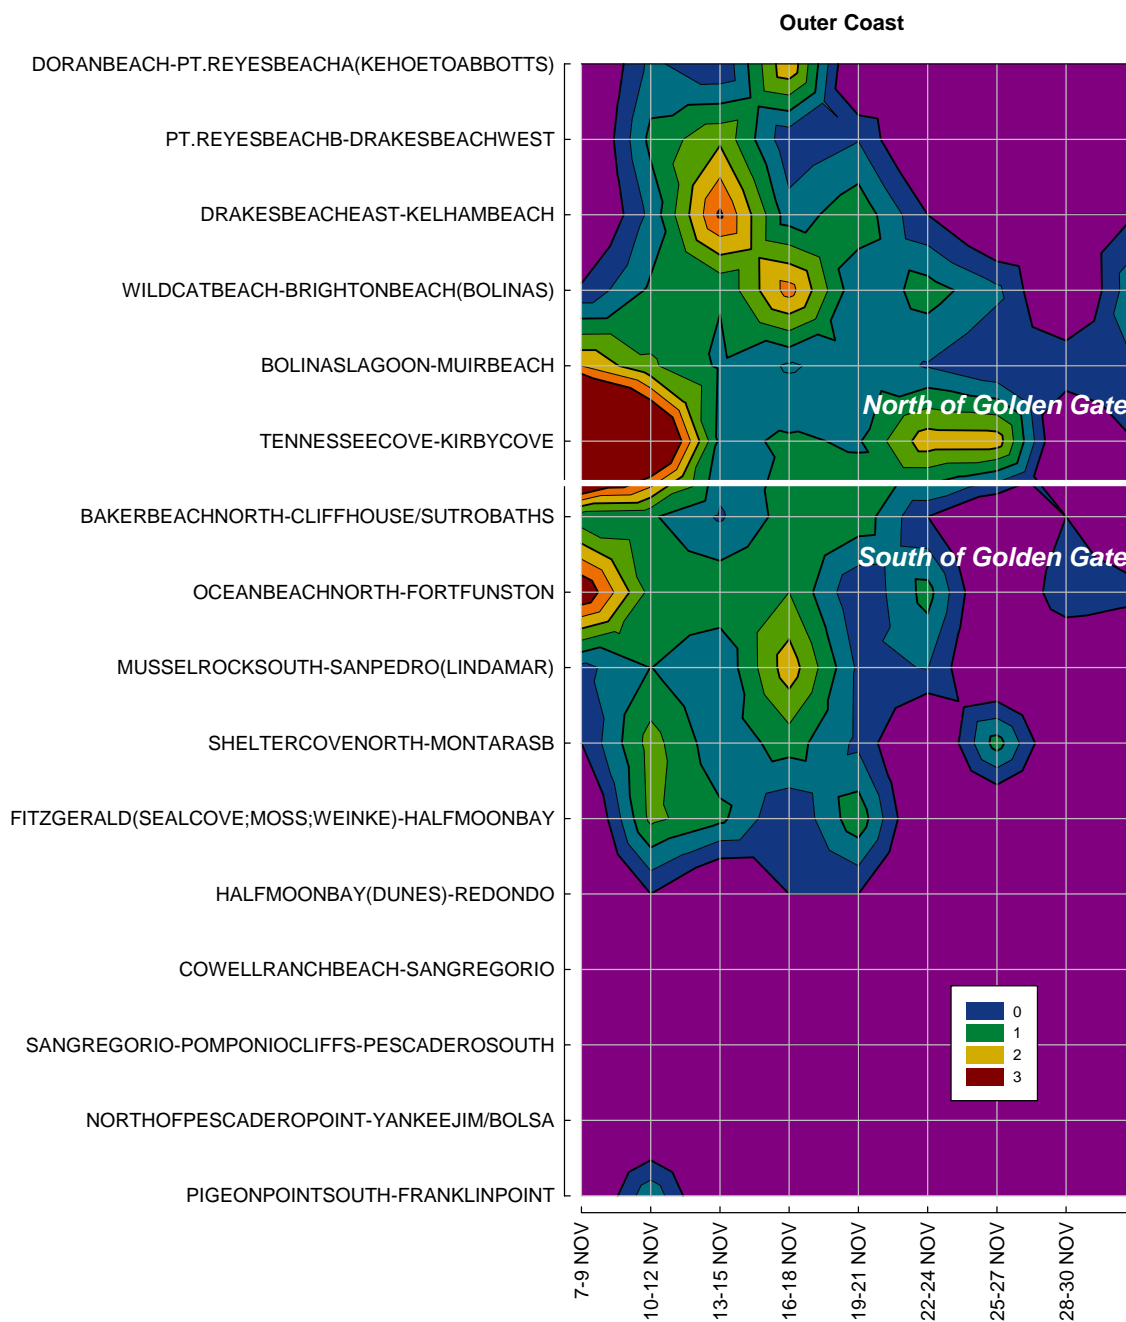 Outer Coast
DORANBEACH-PT.REYESBEACHA(KEHOETOABBOTTS)
PT.REYESBEACHB-DRAKESBEACHWEST
DRAKESBEACHEAST-KELHAMBEACH
WILDCATBEACH-BRIGHTONBEACH(BOLINAS)
BOLINASLAGOON-MUIRBEACH
North of Golden Gate
TENNESSEECOVE-KIRBYCOVE
BAKERBEACHNORTH-CLIFFHOUSE/SUTROBATHS
South of Golden Gate
OCEANBEACHNORTH-FORTFUNSTON
MUSSELROCKSOUTH-SANPEDRO(LINDAMAR)
SHELTERCOVENORTH-MONTARASB
FITZGERALD(SEALCOVE;MOSS;WEINKE)-HALFMOONBAY
HALFMOONBAY(DUNES)-REDONDO
COWELLRANCHBEACH-SANGREGORIO
SANGREGORIO-POMPONIOCLIFFS-PESCADEROSOUTH
NORTHOFPESCADEROPOINT-YANKEEJIM/BOLSA
PIGEONPOINTSOUTH-FRANKLINPOINT
0
1
2
3
7-9 NOV
10-12 NOV
13-15 NOV
16-18 NOV
19-21 NOV
22-24 NOV
25-27 NOV
28-30 NOV